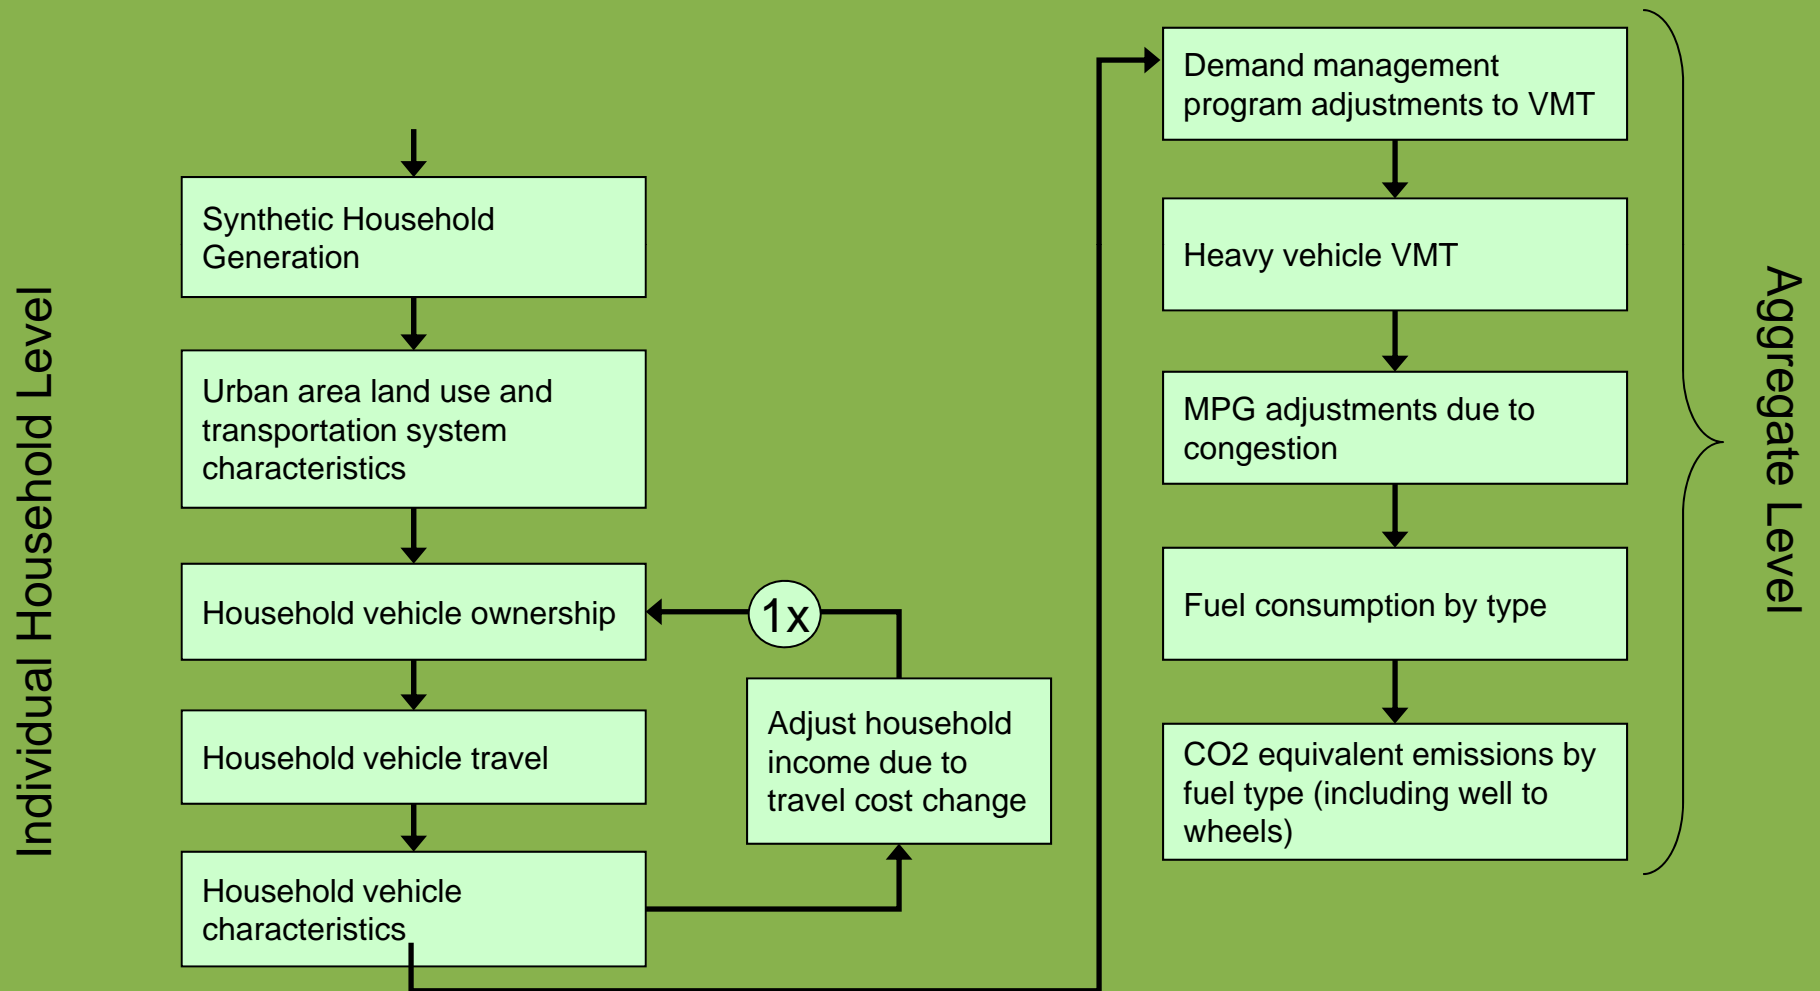 Individual Household Level
Synthetic Household
Generation
Urban area land use and
transportation system
characteristics
Household vehicle ownership
Household vehicle travel
Household vehicle
characteristics
1x
Adjust household
income due to
travel cost change
Demand management
program adjustments to VMT
Heavy vehicle VMT
MPG adjustments due to
congestion
Fuel consumption by type
CO2 equivalent emissions by
fuel type (including well to
wheels)
Aggregate Level